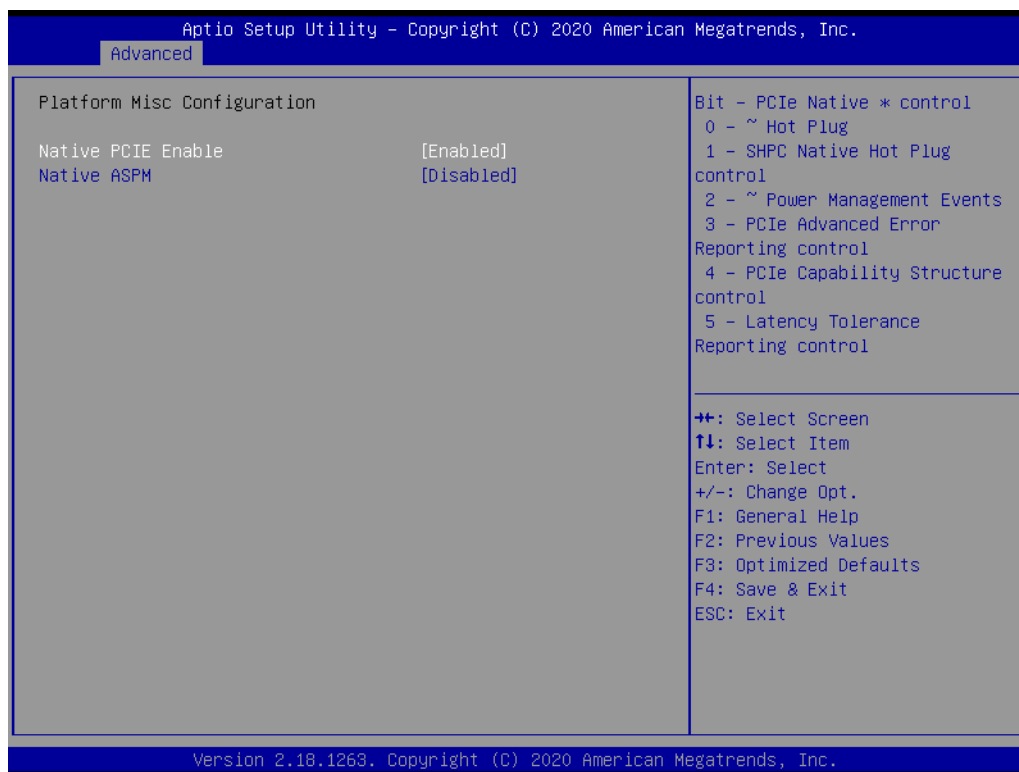 Aptio Setup Utility – Copyright (C) 2020 American Megatrends, Inc.
Advanced
Platform Misc Configuration
Native PCIE Enable [Enabled]
Native ASPM [Disabled]
Bit – PCIe Native * control
0 – ~ Hot Plug
1 – SHPC Native Hot Plug
control
2 – ~ Power Management Events
3 – PCIe Advanced Error
Reporting control
4 – PCIe Capability Structure
control
5 – Latency Tolerance
Reporting control
→←: Select Screen
↑↓: Select Item
Enter: Select
+/-: Change Opt.
F1: General Help
F2: Previous Values
F3: Optimized Defaults
F4: Save & Exit
ESC: Exit
Version 2.18.1263. Copyright (C) 2020 American Megatrends, Inc.